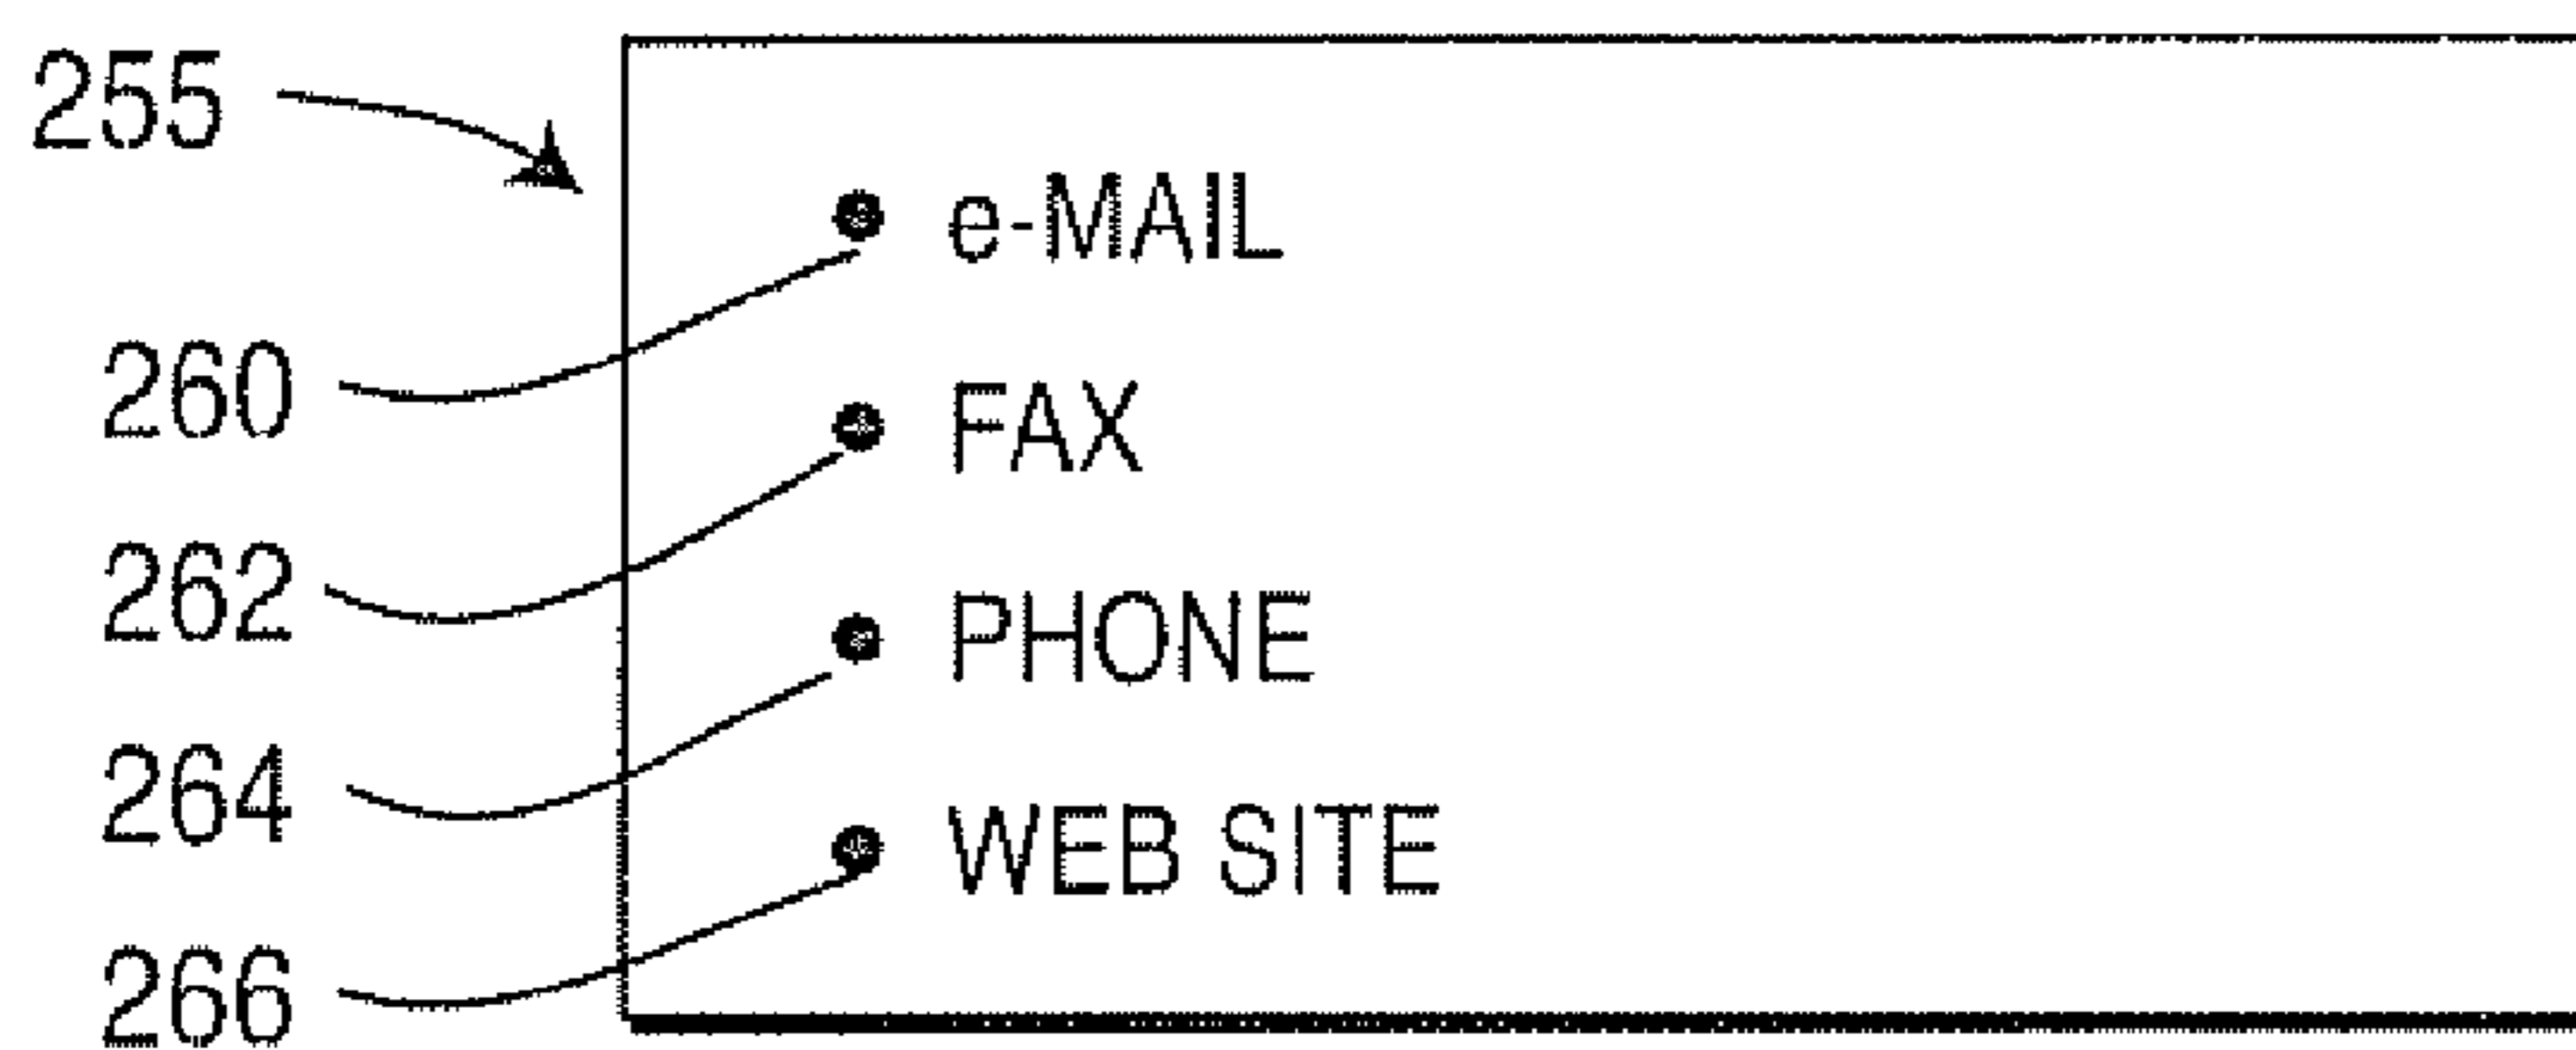 255
• e-MAIL
260
• FAX
262
• PHONE
264
• WEB SITE
266